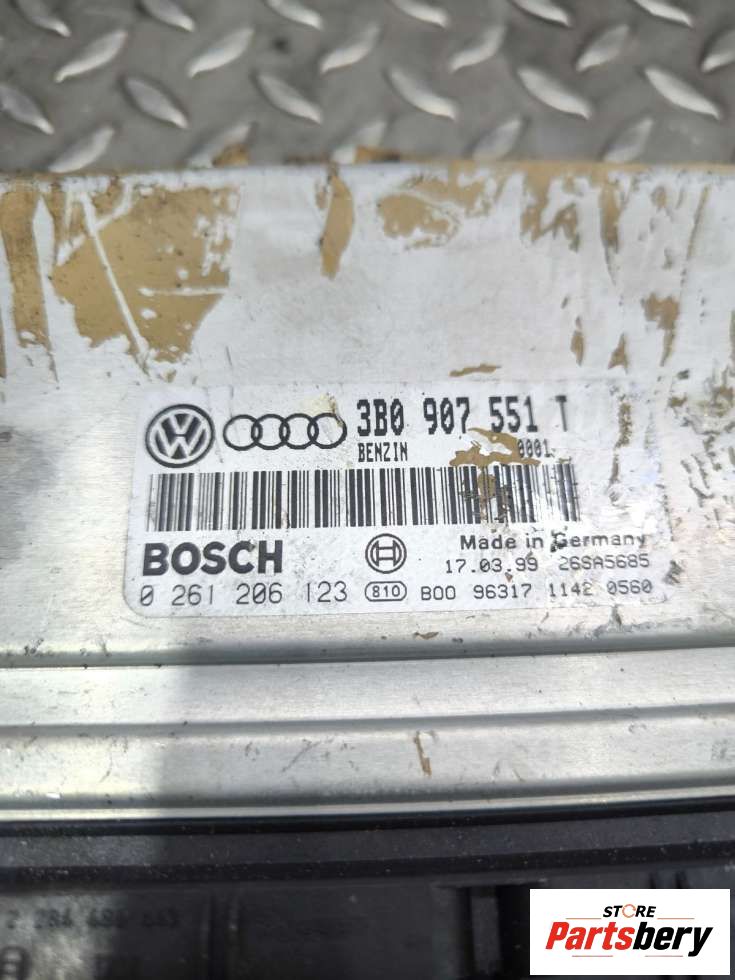 3B0 907 551 T
BENZIN 0001
BOSCH
Made in Germany
17.03.99 26SA5685
0 261 206 123 810 B00 96317 1142 0560
STORE
Partsbery